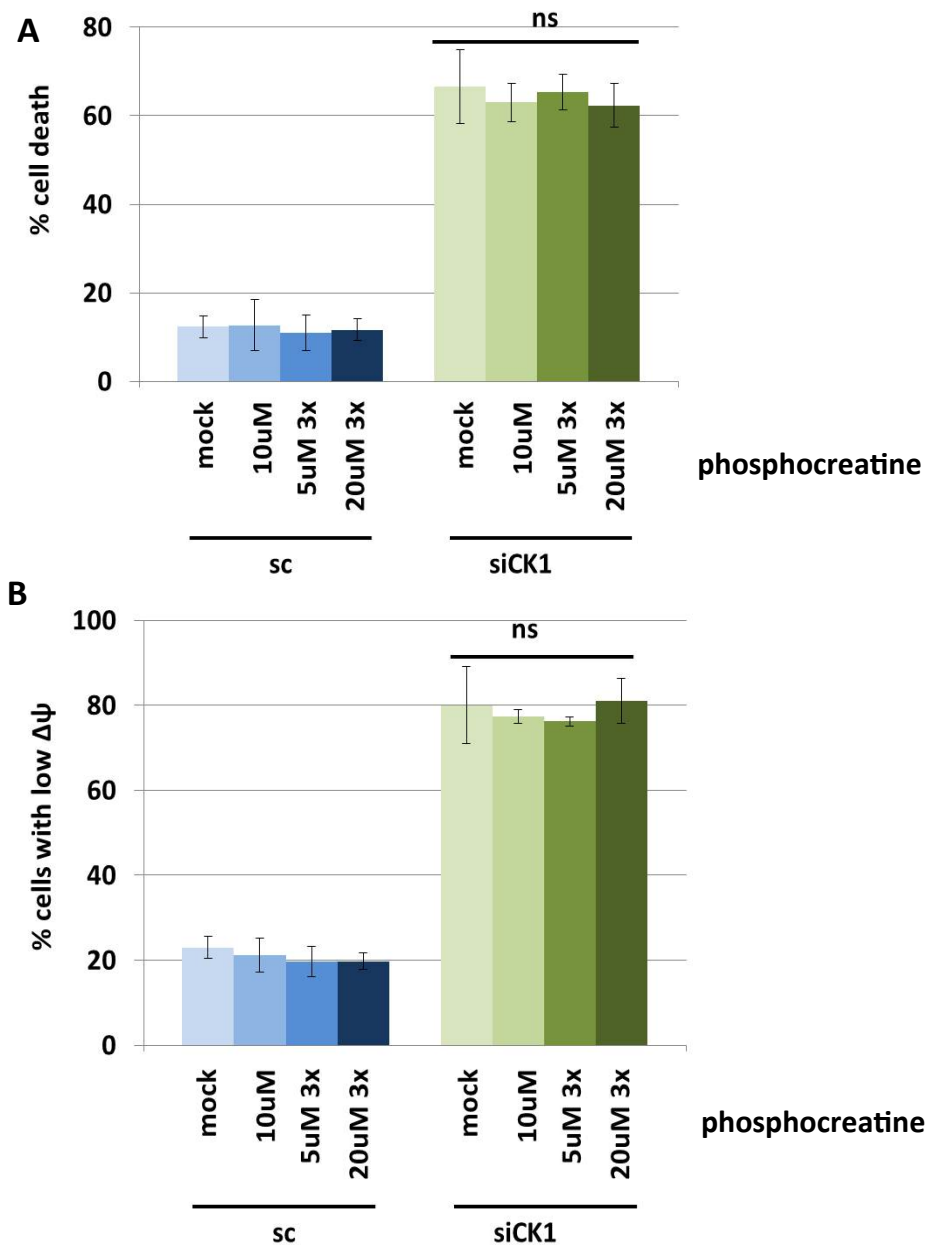 A
ns
% cell death
80
60
40
20
0
mock
10uM
5uM 3x
20uM 3x
mock
10uM
5uM 3x
20uM 3x
phosphocreatine
sc
siCK1
B
ns
% cells with low Δψ
100
80
60
40
20
0
mock
10uM
5uM 3x
20uM 3x
mock
10uM
5uM 3x
20uM 3x
phosphocreatine
sc
siCK1